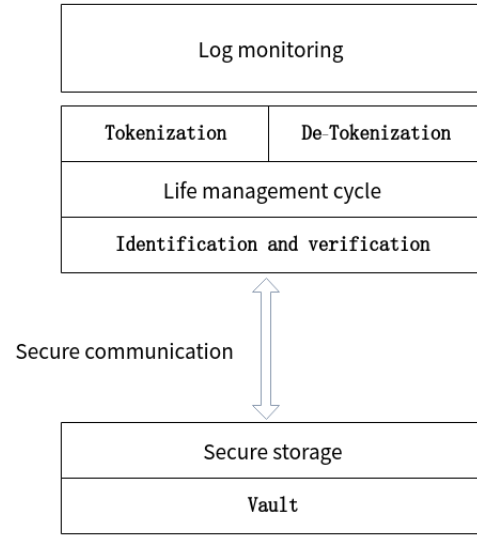 Log monitoring
Tokenization
De-Tokenization
Life management cycle
Identification and verification
Secure communication
Secure storage
Vault